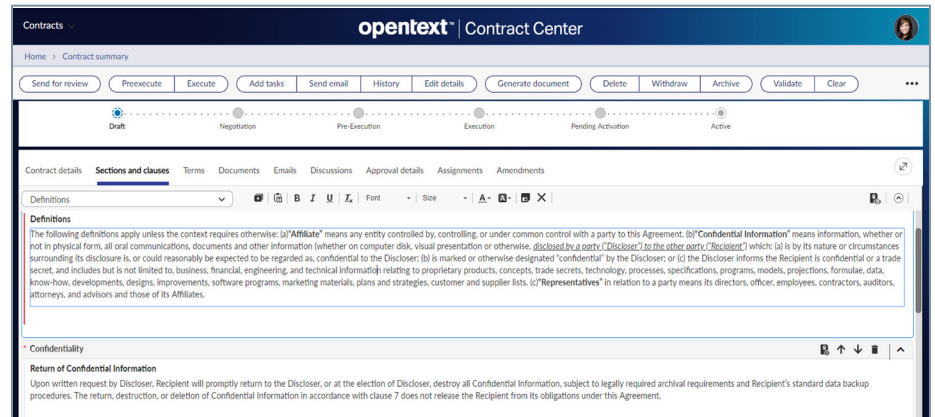 Contracts
opentext™ | Contract Center
Home > Contract summary
Send for review Preexecute Execute Add tasks Send email History Edit details Generate document Delete Withdraw Archive Validate Clear •••
Draft Negotiation Pre-Execution Execution Pending Activation Active
Contract details Sections and clauses Terms Documents Emails Discussions Approval details Assignments Amendments
Definitions B I U Ix Font Size A A
Definitions
The following definitions apply unless the context requires otherwise: (a)"Affiliate" means any entity controlled by, controlling, or under common control with a party to this Agreement. (b)"Confidential Information" means information, whether or
not in physical form, all oral communications, documents and other information (whether on computer disk, visual presentation or otherwise, disclosed by a party ("Discloser") to the other party ("Recipient") which: (a) is by its nature or circumstances
surrounding its disclosure is, or could reasonably be expected to be regarded as, confidential to the Discloser; (b) is marked or otherwise designated "confidential" by the Discloser; or (c) the Discloser informs the Recipient is confidential or a trade
secret, and includes but is not limited to, business, financial, engineering, and technical information relating to proprietary products, concepts, trade secrets, technology, processes, specifications, programs, models, projections, formulae, data,
know-how, developments, designs, improvements, software programs, marketing materials, plans and strategies, customer and supplier lists. (c)"Representatives" in relation to a party means its directors, officer, employees, contractors, auditors,
attorneys, and advisors and those of its Affiliates.
* Confidentiality
Return of Confidential Information
Upon written request by Discloser, Recipient will promptly return to the Discloser, or at the election of Discloser, destroy all Confidential Information, subject to legally required archival requirements and Recipient's standard data backup
procedures. The return, destruction, or deletion of Confidential Information in accordance with clause 7 does not release the Recipient from its obligations under this Agreement.